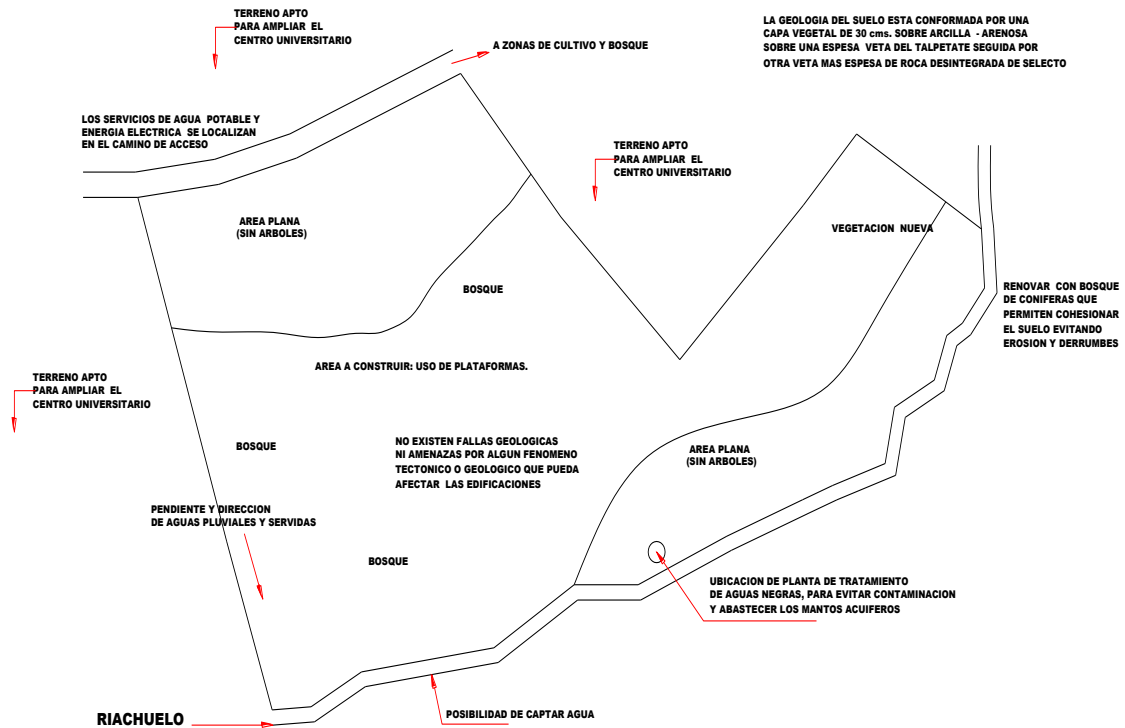 TERRENO APTO
PARA AMPLIAR EL
CENTRO UNIVERSITARIO
A ZONAS DE CULTIVO Y BOSQUE
LA GEOLOGIA DEL SUELO ESTA CONFORMADA POR UNA
CAPA VEGETAL DE 30 cms. SOBRE ARCILLA - ARENOSA
SOBRE UNA ESPESA VETA DEL TALPETATE SEGUIDA POR
OTRA VETA MAS ESPESA DE ROCA DESINTEGRADA DE SELECTO
LOS SERVICIOS DE AGUA POTABLE Y
ENERGIA ELECTRICA SE LOCALIZAN
EN EL CAMINO DE ACCESO
TERRENO APTO
PARA AMPLIAR EL
CENTRO UNIVERSITARIO
AREA PLANA
(SIN ARBOLES)
VEGETACION NUEVA
BOSQUE
RENOVAR CON BOSQUE
DE CONIFERAS QUE
PERMITEN COHESIONAR
EL SUELO EVITANDO
EROSION Y DERRUMBES
AREA A CONSTRUIR: USO DE PLATAFORMAS.
TERRENO APTO
PARA AMPLIAR EL
CENTRO UNIVERSITARIO
BOSQUE
NO EXISTEN FALLAS GEOLOGICAS
NI AMENAZAS POR ALGUN FENOMENO
TECTONICO O GEOLOGICO QUE PUEDA
AFECTAR LAS EDIFICACIONES
AREA PLANA
(SIN ARBOLES)
PENDIENTE Y DIRECCION
DE AGUAS PLUVIALES Y SERVIDAS
BOSQUE
UBICACION DE PLANTA DE TRATAMIENTO
DE AGUAS NEGRAS, PARA EVITAR CONTAMINACION
Y ABASTECER LOS MANTOS ACUIFEROS
RIACHUELO
POSIBILIDAD DE CAPTAR AGUA